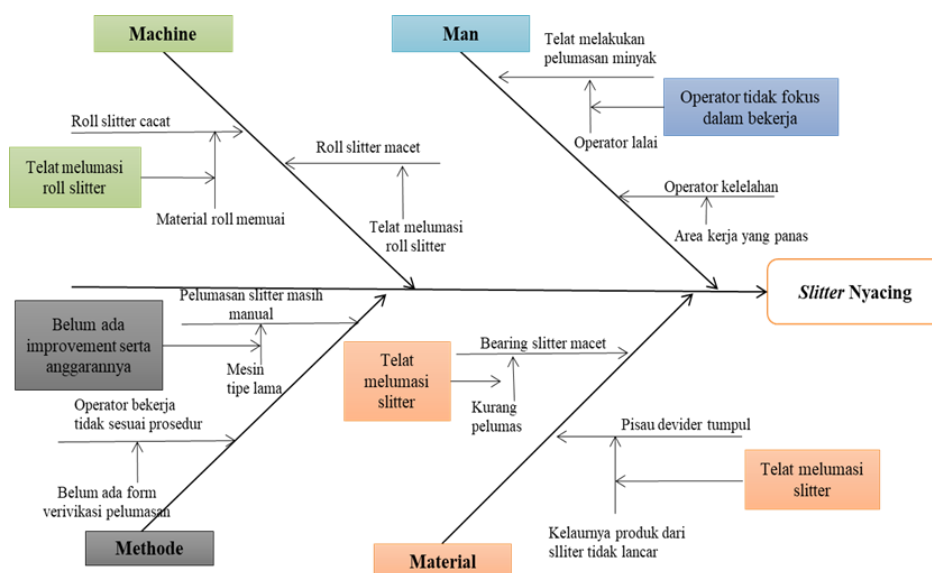 Machine
Man
Telat melakukan
pelumasan minyak
Operator tidak fokus
dalam bekerja
Operator lalai
Roll slitter cacat
Roll slitter macet
Telat melumasi
roll slitter
Material roll memuai
Telat melumasi
roll slitter
Operator kelelahan
Area kerja yang panas
Slitter Nyacing
Pelumasan slitter masih
manual
Belum ada
improvement serta
anggarannya
Mesin
tipe lama
Operator bekerja
tidak sesuai prosedur
Belum ada form
verivikasi pelumasan
Methode
Bearing slitter macet
Telat
melumasi
slitter
Kurang
pelumas
Pisau devider tumpul
Telat melumasi
slitter
Kelaurnya produk dari
slliter tidak lancar
Material